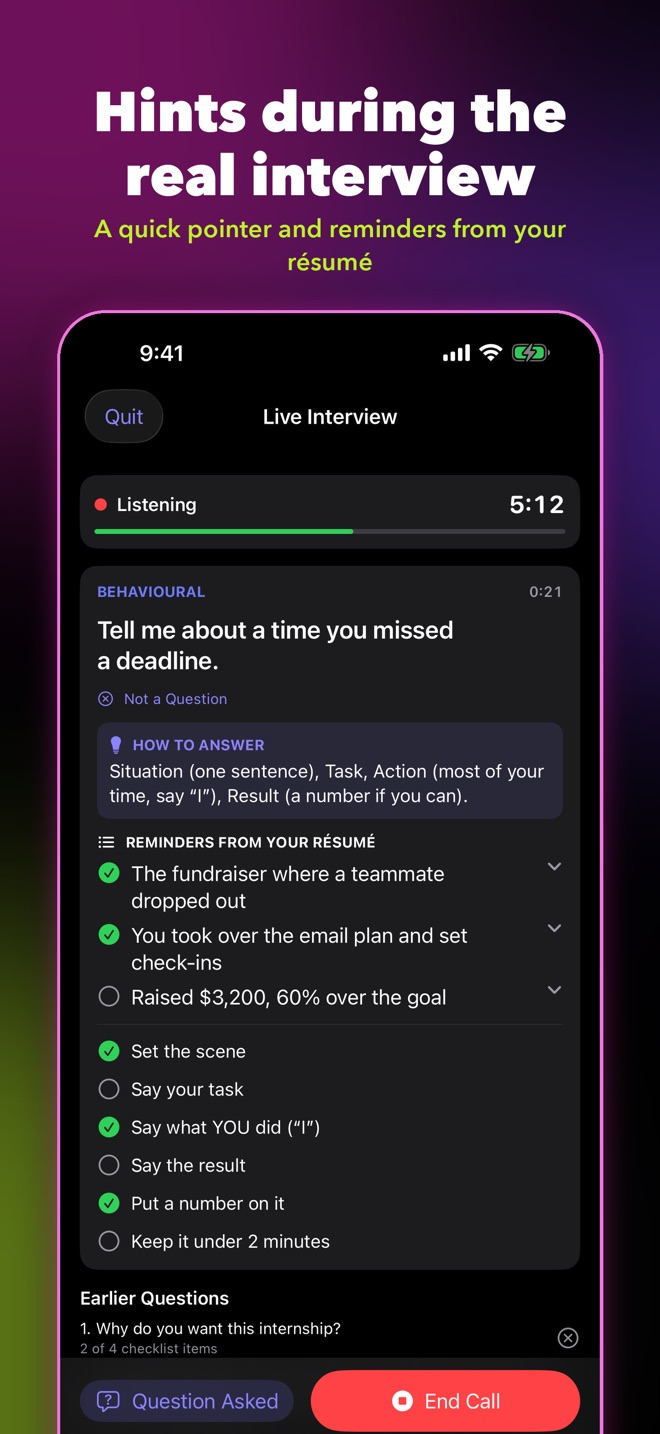 Hints during the
real interview
A quick pointer and reminders from your
résumé
9:41
Quit
Live Interview
Listening
5:12
BEHAVIOURAL
0:21
Tell me about a time you missed
a deadline.
Not a Question
HOW TO ANSWER
Situation (one sentence), Task, Action (most of your
time, say “I”), Result (a number if you can).
REMINDERS FROM YOUR RÉSUMÉ
The fundraiser where a teammate
dropped out
You took over the email plan and set
check-ins
Raised $3,200, 60% over the goal
Set the scene
Say your task
Say what YOU did (“I”)
Say the result
Put a number on it
Keep it under 2 minutes
Earlier Questions
1. Why do you want this internship?
2 of 4 checklist items
Question Asked
End Call